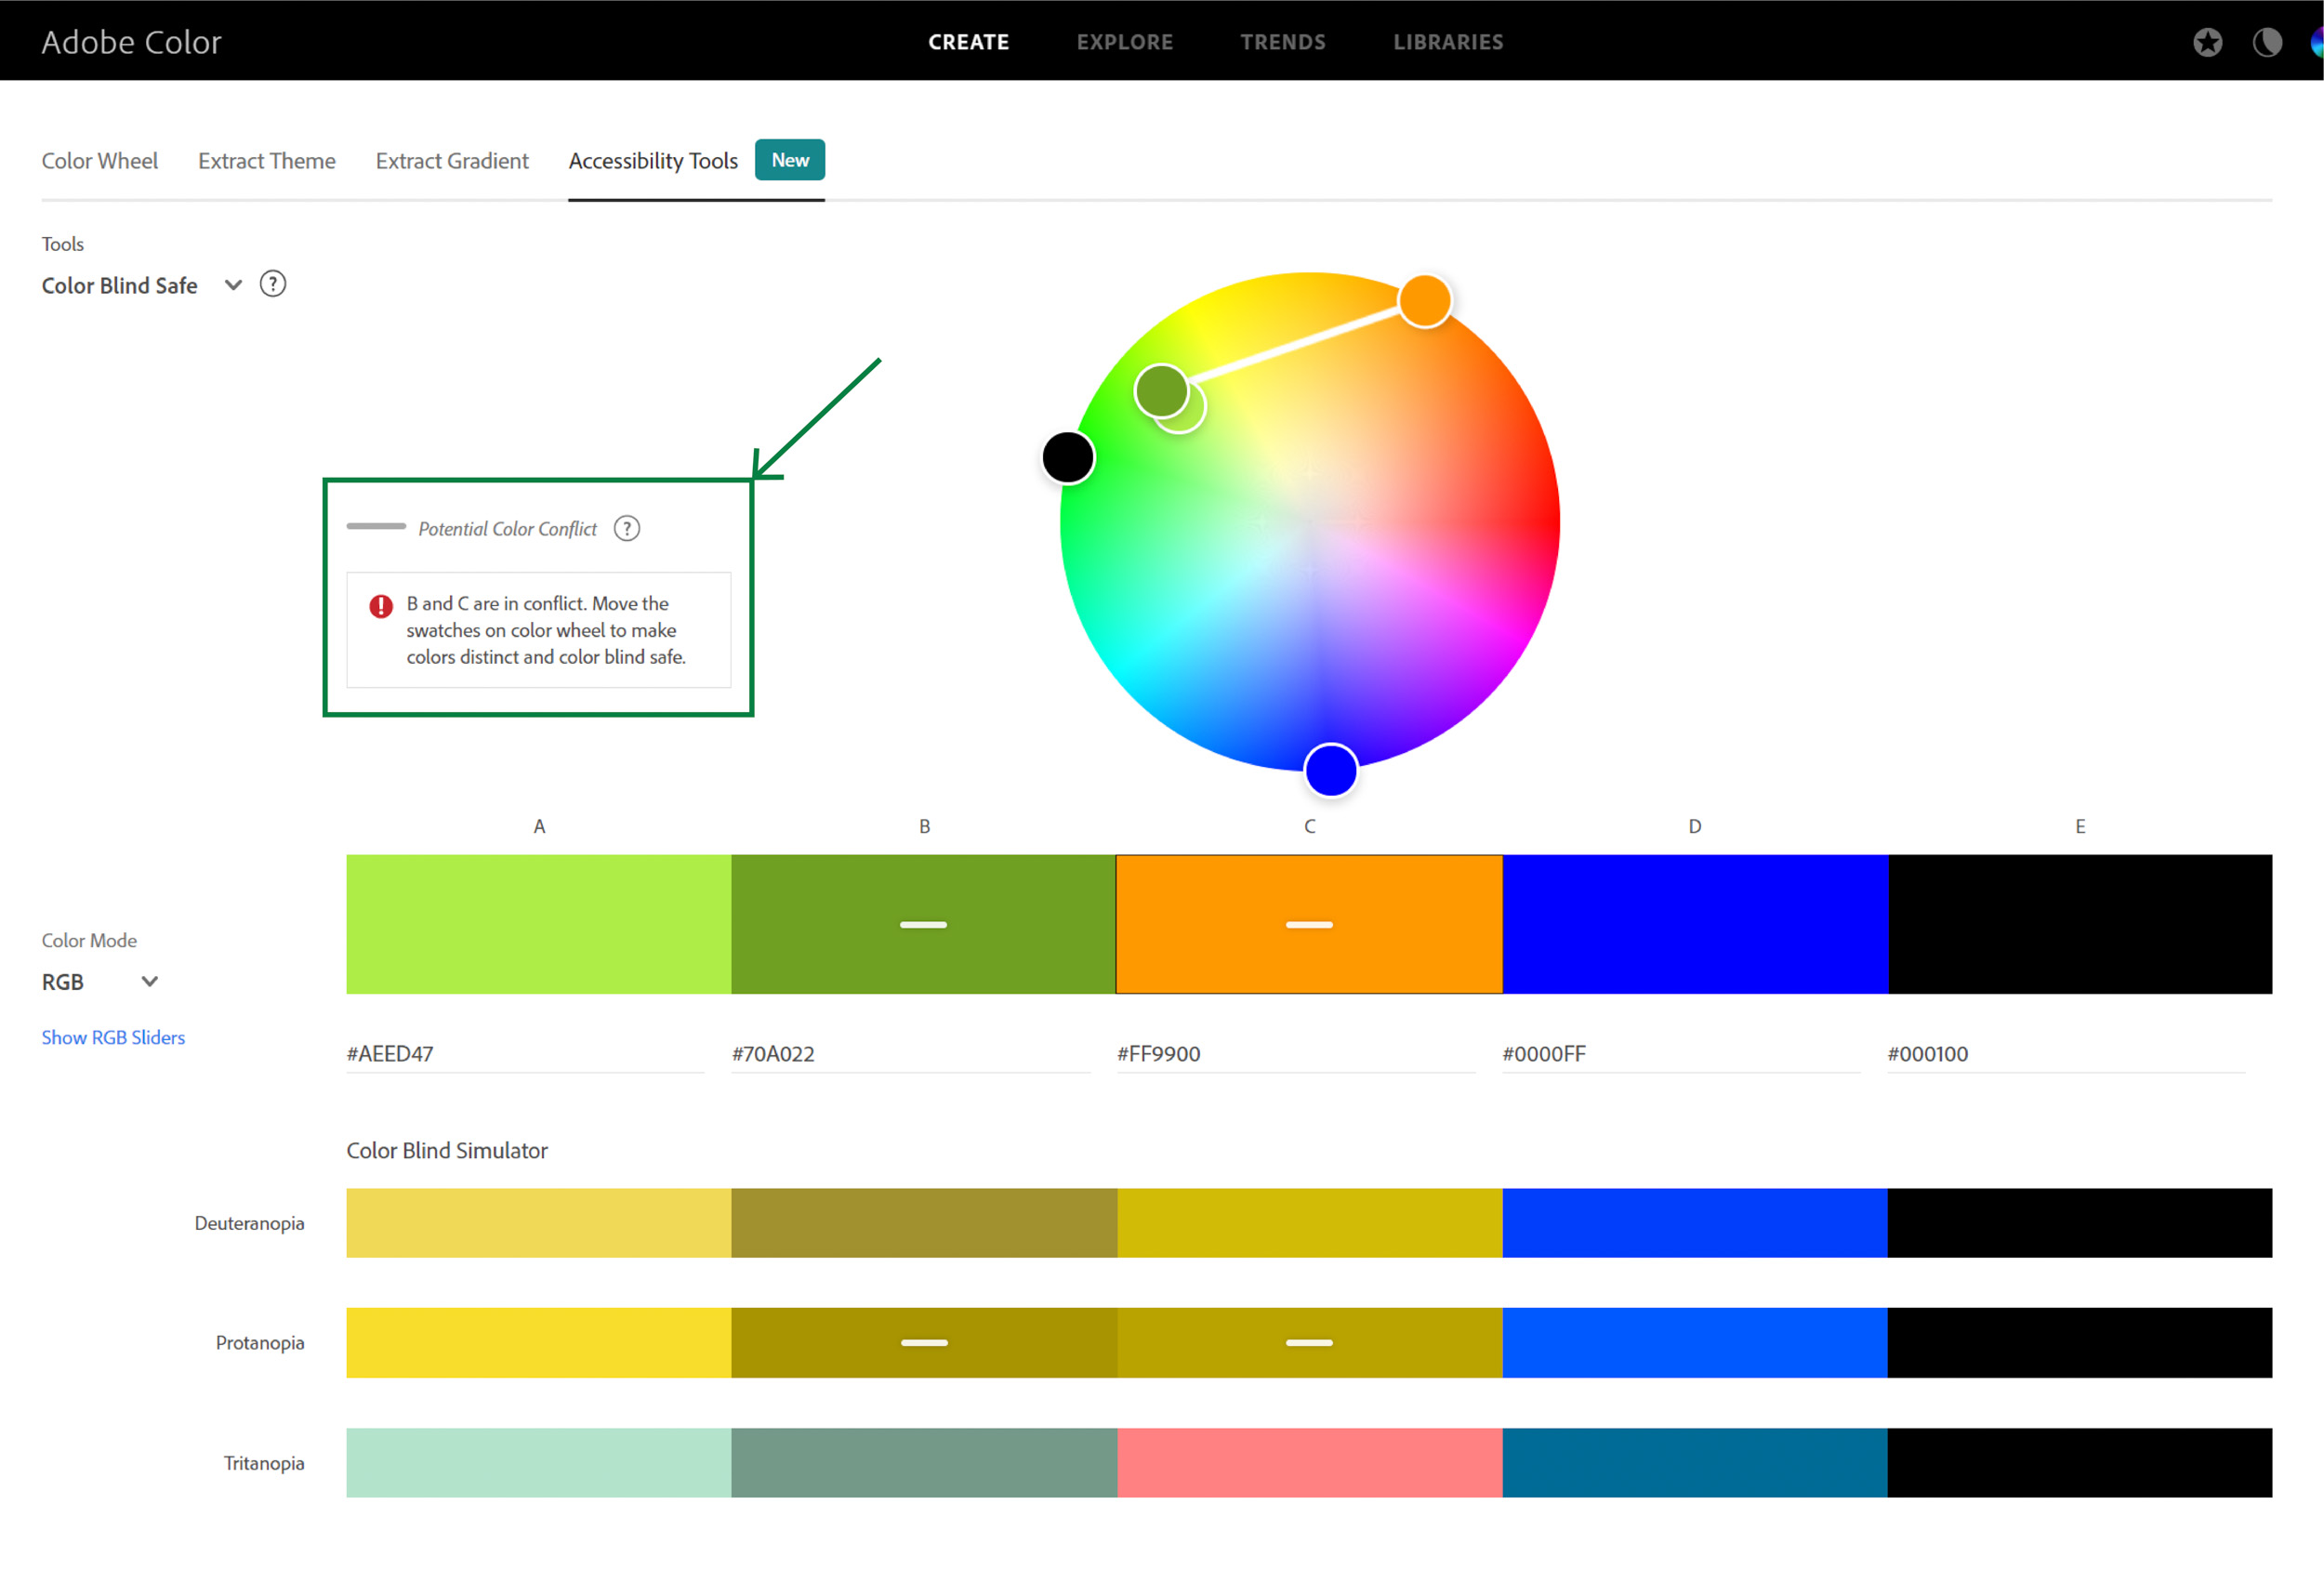 Adobe Color
CREATE EXPLORE TRENDS LIBRARIES
Color Wheel Extract Theme Extract Gradient Accessibility Tools New
Tools
Color Blind Safe ?
Potential Color Conflict ?
! B and C are in conflict. Move the
swatches on color wheel to make
colors distinct and color blind safe.
A B C D E
Color Mode
RGB
Show RGB Sliders
#AEED47 #70A022 #FF9900 #0000FF #000100
Color Blind Simulator
Deuteranopia
Protanopia
Tritanopia